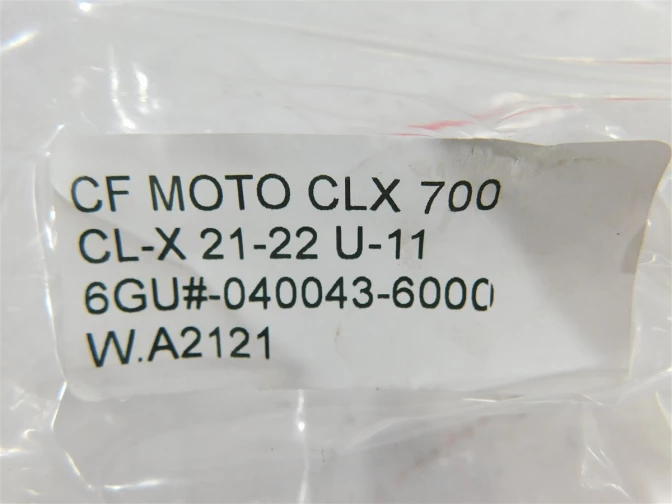 CF MOTO CLX 700
CL-X 21-22 U-11
6GU#-040043-6000
W.A2121